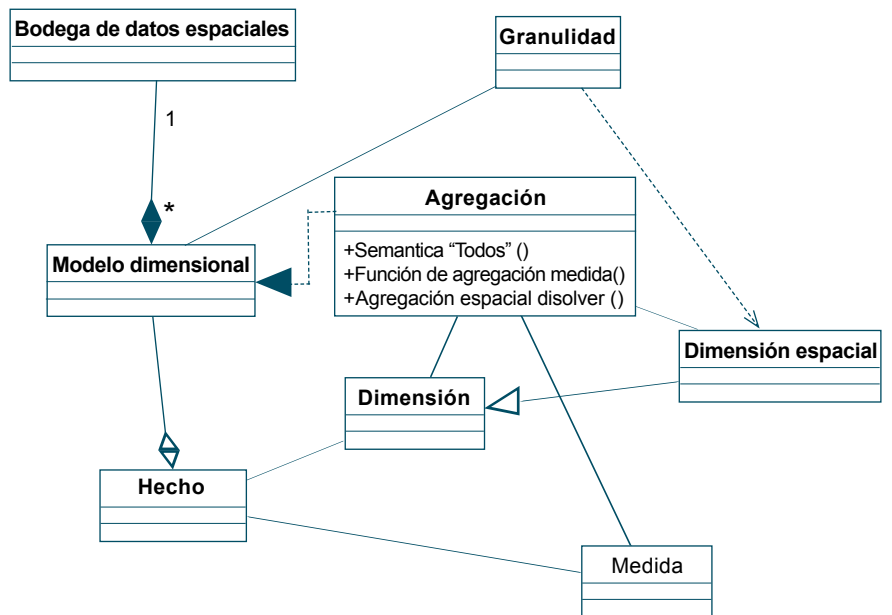 Bodega de datos espaciales
Granulidad
1
*
Agregación
+Semantica “Todos” ()
+Función de agregación medida()
+Agregación espacial disolver ()
Modelo dimensional
Dimensión espacial
Dimensión
Hecho
Medida